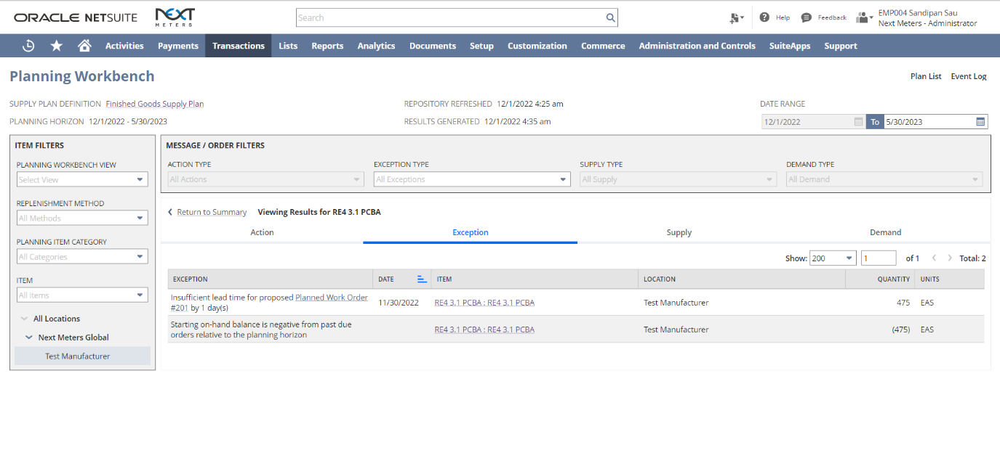 ORACLE NETSUITE
NEXT
METERS
Search
Help
Feedback
EMP004 Sandipan Sau
Next Meters - Administrator
Activities Payments Transactions Lists Reports Analytics Documents Setup Customization Commerce Administration and Controls SuiteApps Support
Planning Workbench
Plan List Event Log
SUPPLY PLAN DEFINITION Finished Goods Supply Plan
REPOSITORY REFRESHED 12/1/2022 4:25 am
DATE RANGE
PLANNING HORIZON 12/1/2022 - 5/30/2023
RESULTS GENERATED 12/1/2022 4:35 am
12/1/2022 To 5/30/2023
ITEM FILTERS
PLANNING WORKBENCH VIEW
Select View
REPLENISHMENT METHOD
All Methods
PLANNING ITEM CATEGORY
All Categories
ITEM
All items
All Locations
Next Meters Global
Test Manufacturer
MESSAGE / ORDER FILTERS
ACTION TYPE EXCEPTION TYPE SUPPLY TYPE DEMAND TYPE
All Actions All Exceptions All Supply All Demand
Return to Summary Viewing Results for RE4 3.1 PCBA
Action Exception Supply Demand
Show: 200 1 of 1 Total: 2
EXCEPTION DATE ITEM LOCATION QUANTITY UNITS
Insufficient lead time for proposed Planned Work Order
#201 by 1 day(s)
11/30/2022 RE4 3.1 PCBA : RE4 3.1 PCBA Test Manufacturer 475 EAS
Starting on-hand balance is negative from past due
orders relative to the planning horizon
RE4 3.1 PCBA : RE4 3.1 PCBA Test Manufacturer (475) EAS